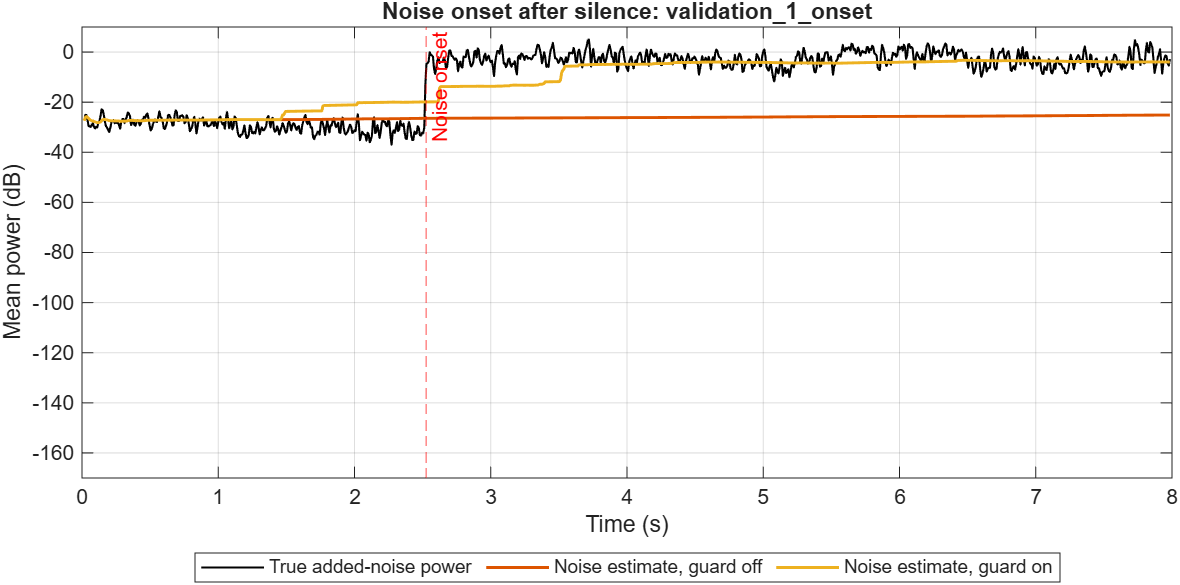 Noise onset after silence: validation_1_onset
0
-20
-40
-60
-80
-100
-120
-140
-160
Mean power (dB)
Noise onset
0 1 2 3 4 5 6 7 8
Time (s)
True added-noise power Noise estimate, guard off Noise estimate, guard on